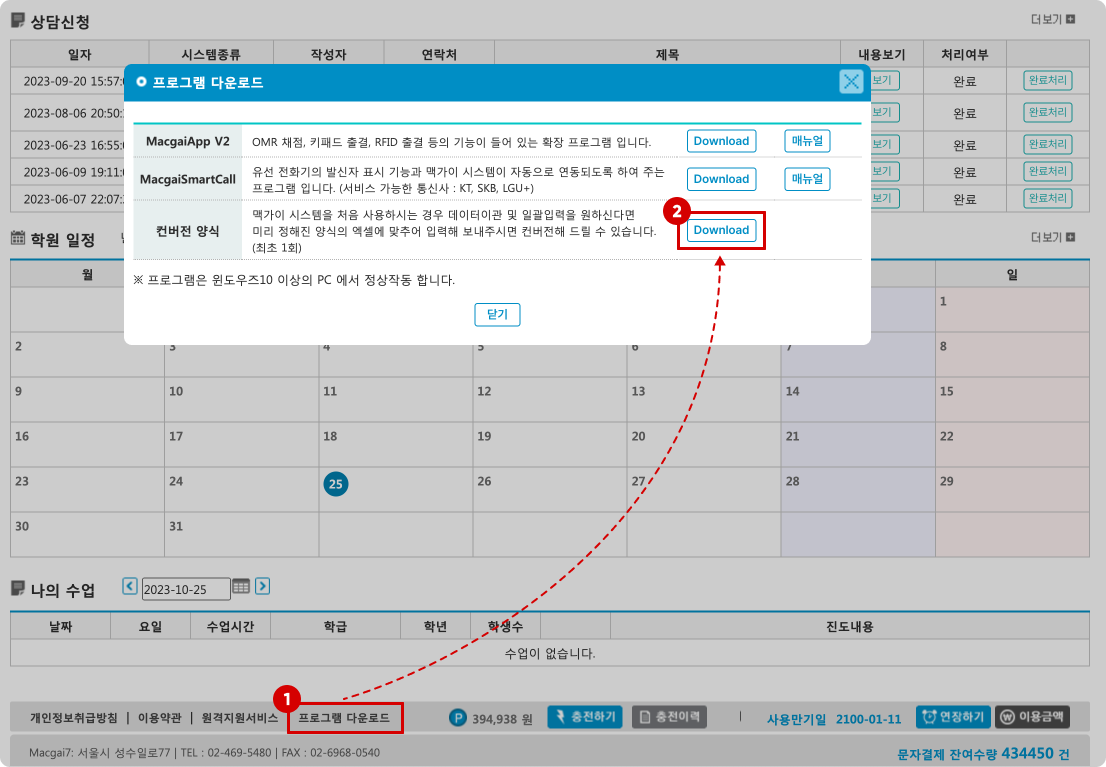 상담신청
더보기
일자 시스템종류 작성자 연락처 제목 내용보기 처리여부
2023-09-20 15:57: 보기 완료 완료처리
2023-08-06 20:50: 보기 완료 완료처리
2023-06-23 16:55: 보기 완료 완료처리
2023-06-09 19:11: 보기 완료 완료처리
2023-06-07 22:07: 보기 완료 완료처리
프로그램 다운로드
MacgaiApp V2 OMR 채점, 키패드 출결, RFID 출결 등의 기능이 들어 있는 확장 프로그램 입니다. Download 매뉴얼
MacgaiSmartCall 유선 전화기의 발신자 표시 기능과 맥가이 시스템이 자동으로 연동되도록 하여 주는
프로그램 입니다. (서비스 가능한 통신사 : KT, SKB, LGU+) Download 매뉴얼
컨버전 양식 맥가이 시스템을 처음 사용하시는 경우 데이터이관 및 일괄입력을 원하신다면
미리 정해진 양식의 엑셀에 맞추어 입력해 보내주시면 컨버전해 드릴 수 있습니다.
(최초 1회)
2
Download
※ 프로그램은 윈도우즈10 이상의 PC 에서 정상작동 합니다.
닫기
학원 일정
더보기
월 일
1
2 3 4 5 6 7 8
9 10 11 12 13 14 15
16 17 18 19 20 21 22
23 24 25 26 27 28 29
30 31
나의 수업 2023-10-25
날짜 요일 수업시간 학급 학년 학생수 진도내용
수업이 없습니다.
1
개인정보취급방침 | 이용약관 | 원격지원서비스 프로그램 다운로드 P 394,938 원 충전하기 충전이력 | 사용만기일 2100-01-11 연장하기 W 이용금액
Macgai7: 서울시 성수일로77 | TEL : 02-469-5480 | FAX : 02-6968-0540
문자결제 잔여수량 434450 건